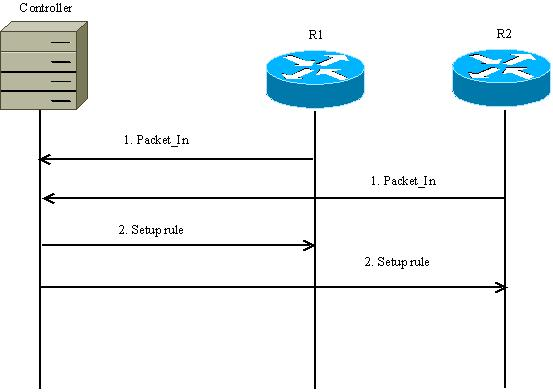 Controller
R1
R2
1. Packet_In
1. Packet_In
2. Setup rule
2. Setup rule